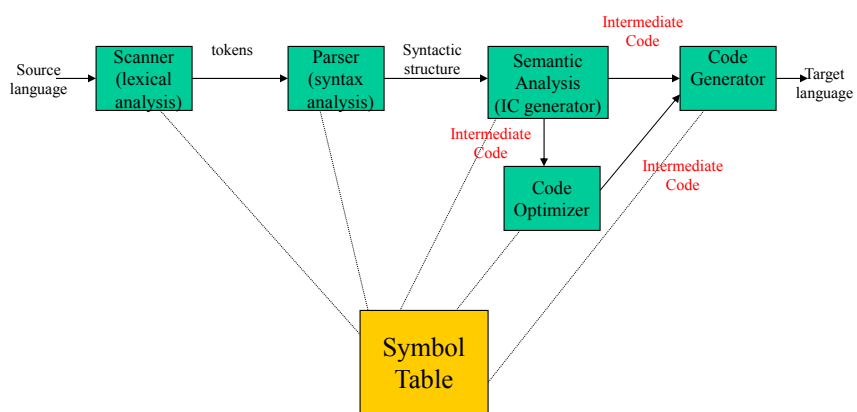 Source
language
Scanner
(lexical
analysis)
tokens
Parser
(syntax
analysis)
Syntactic
structure
Semantic
Analysis
(IC generator)
Intermediate
Code
Code
Generator
Target
language
Intermediate
Code
Code
Optimizer
Intermediate
Code
Symbol
Table